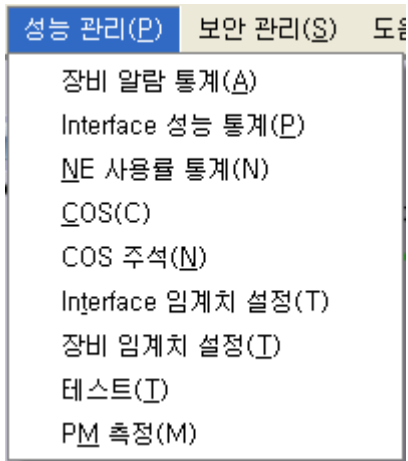 성능 관리(P) 보안 관리(S) 도움
장비 알람 통계(A)
Interface 성능 통계(P)
NE 사용률 통계(N)
COS(C)
COS 주석(N)
Interface 임계치 설정(T)
장비 임계치 설정(T)
테스트(T)
PM 측정(M)